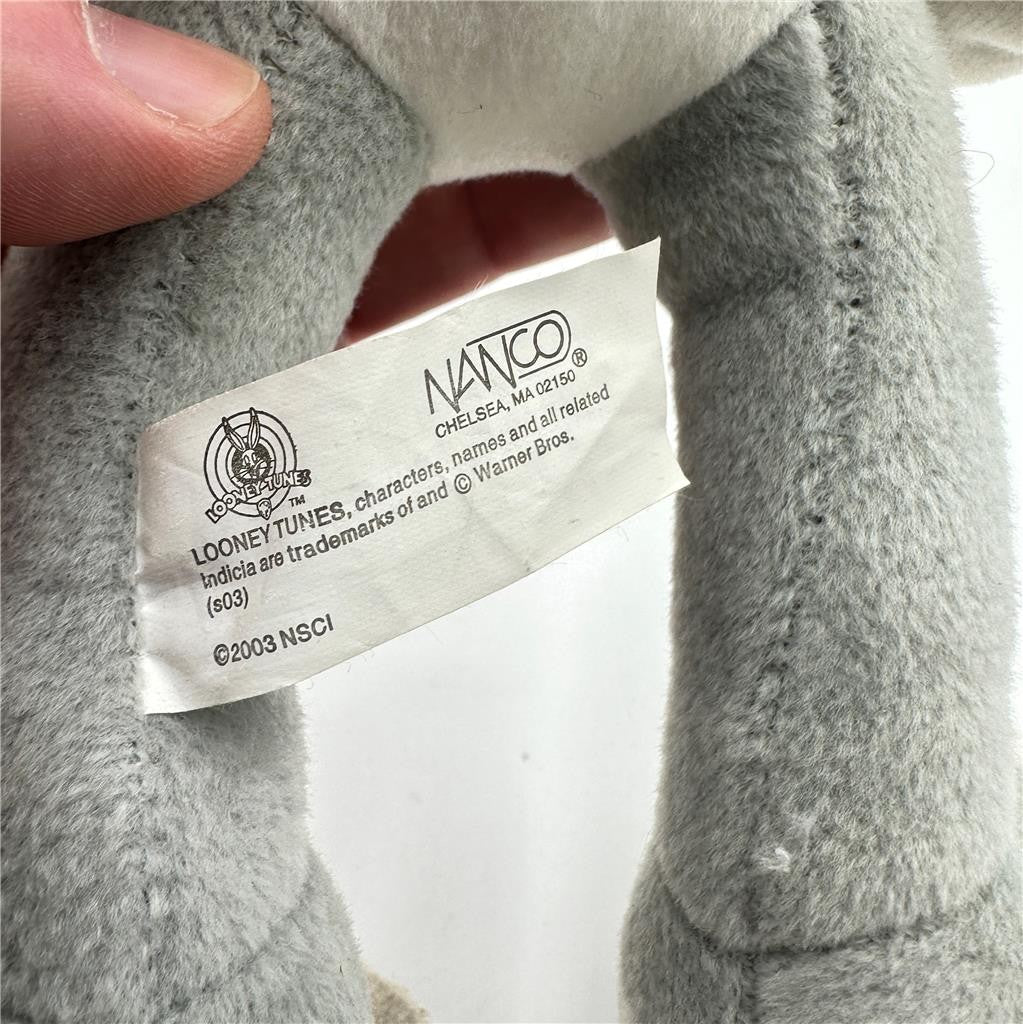 NANCO®
CHELSEA, MA 02150
LOONEY TUNES
TM
LOONEY TUNES, characters, names and all related
Indicia are trademarks of and © Warner Bros.
(s03)
©2003 NSCI